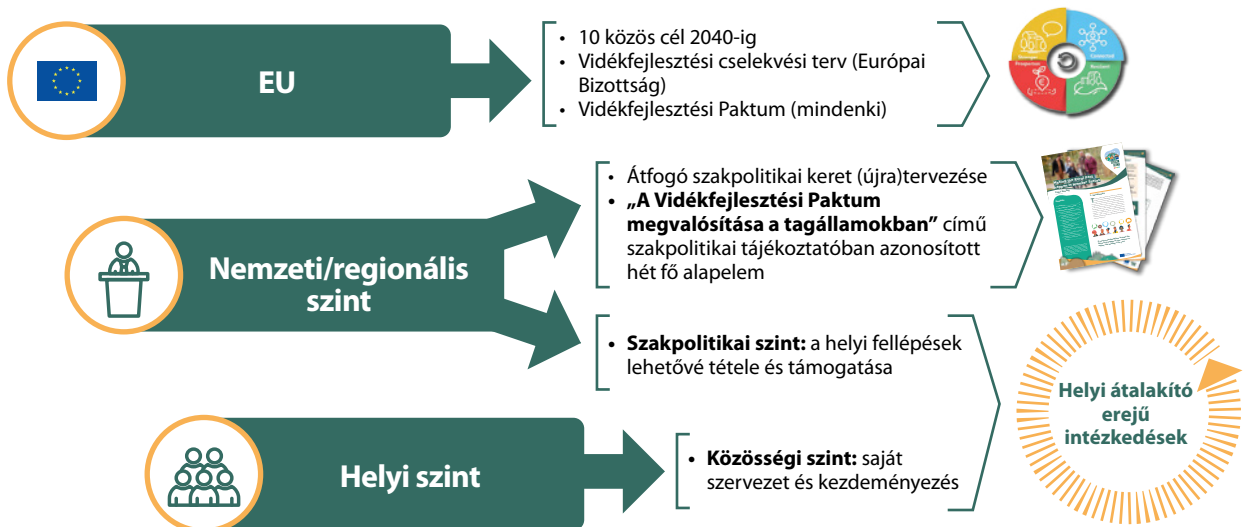 EU
• 10 közös cél 2040-ig
• Vidékfejlesztési cselekvési terv (Európai
Bizottság)
• Vidékfejlesztési Paktum (mindenki)
Nemzeti/regionális
szint
• Átfogó szakpolitikai keret (újra)tervezése
• „A Vidékfejlesztési Paktum
megvalósítása a tagállamokban” című
szakpolitikai tájékoztatóban azonosított
hét fő alapelem
• Szakpolitikai szint: a helyi fellépések
lehetővé tétele és támogatása
Helyi szint
• Közösségi szint: saját
szervezet és kezdeményezés
Helyi átalakító
erejű
intézkedések